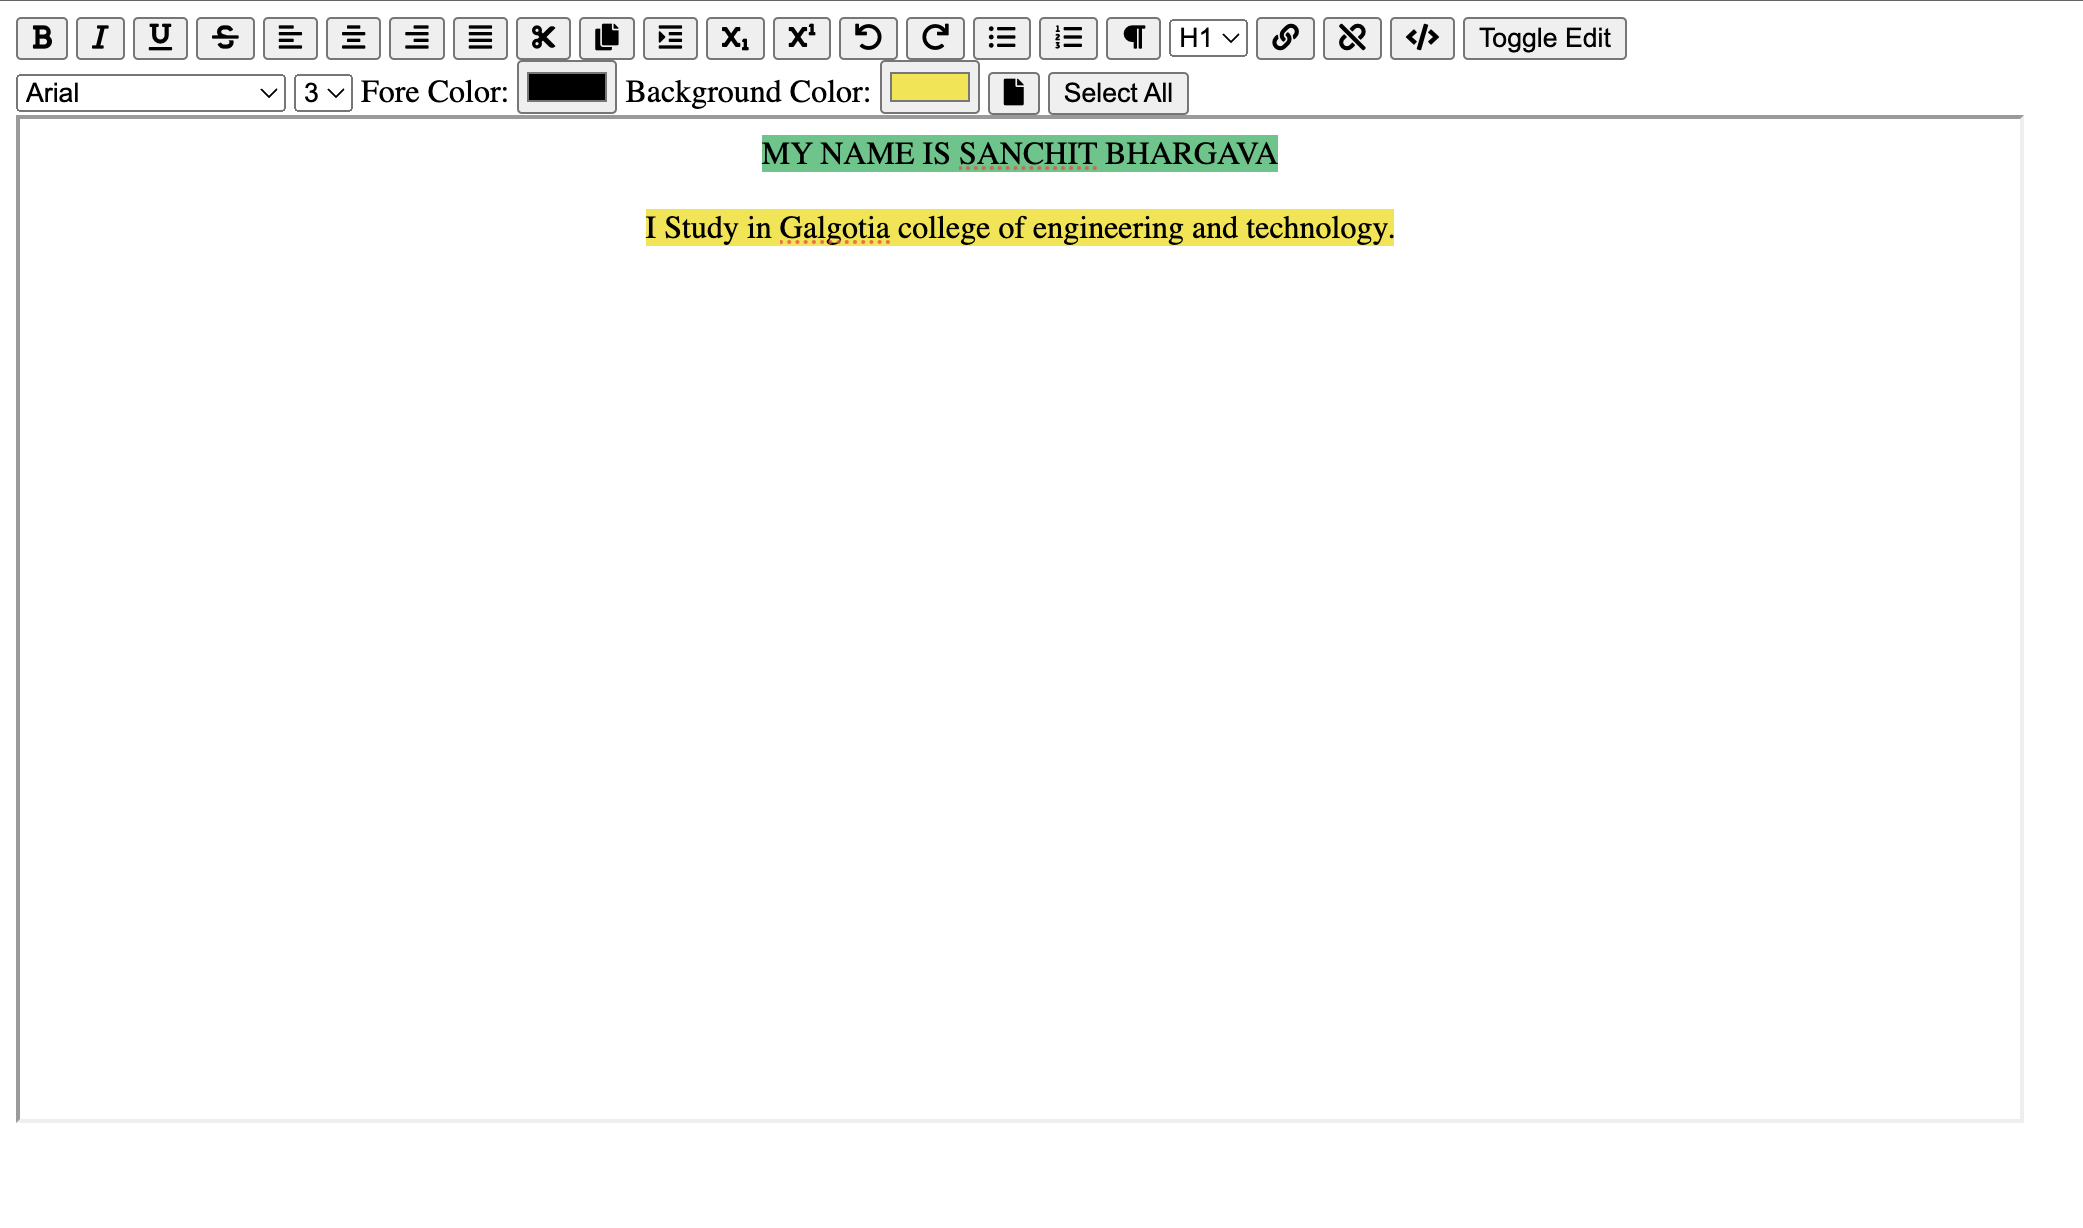 H1 Toggle Edit
Arial 3 Fore Color: Background Color: Select All
MY NAME IS SANCHIT BHARGAVA
I Study in Galgotia college of engineering and technology.